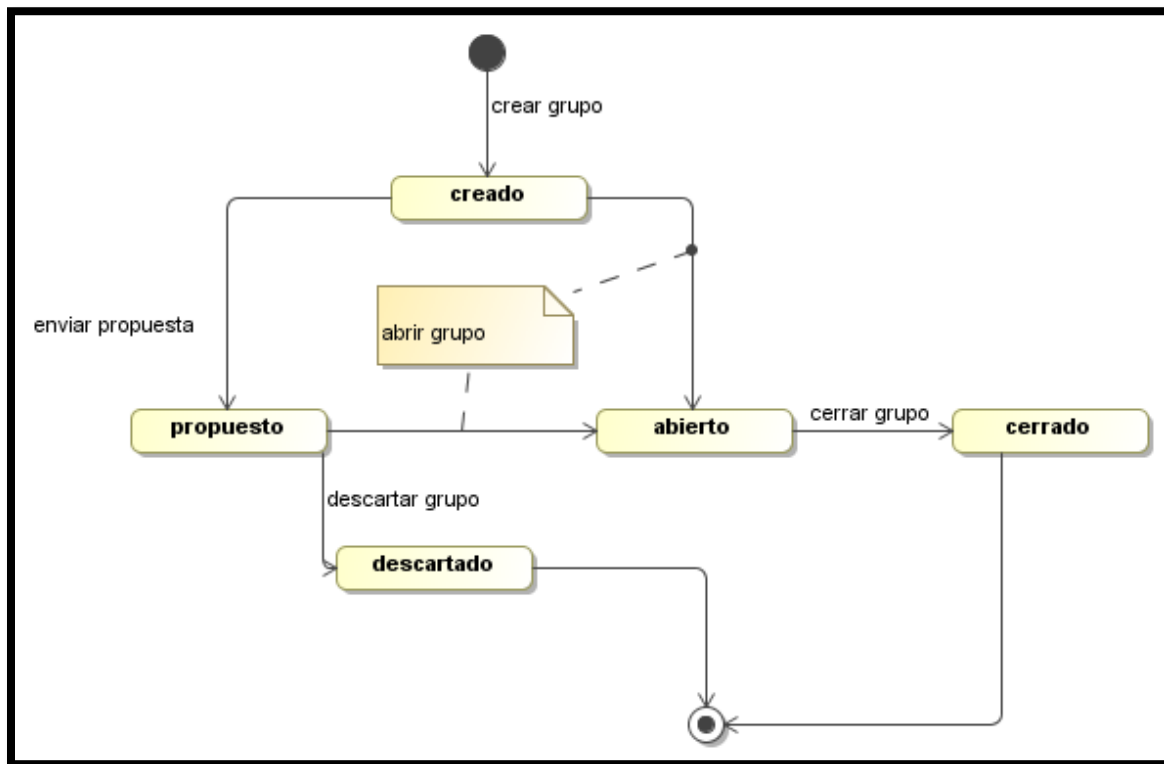 crear grupo
creado
enviar propuesta
abrir grupo
propuesto
abierto
cerrar grupo
cerrado
descartar grupo
descartado